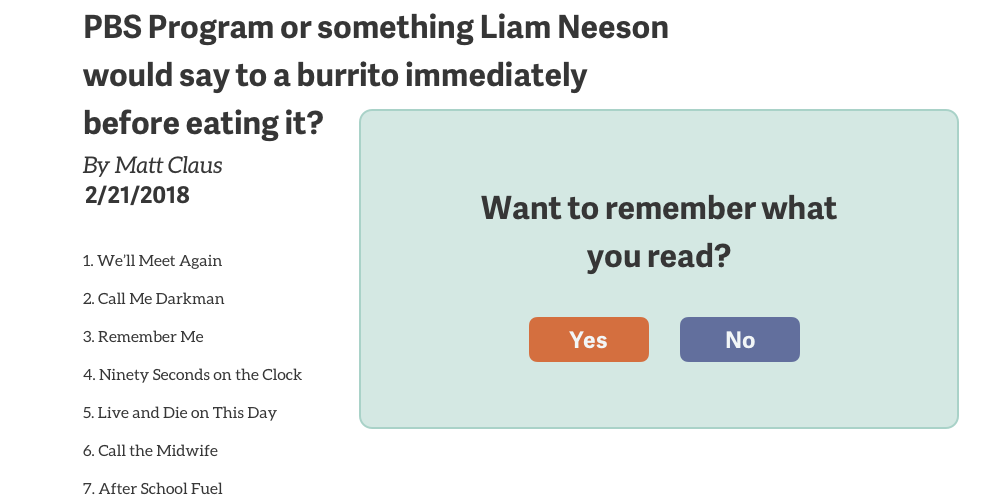 PBS Program or something Liam Neeson
would say to a burrito immediately
before eating it?
By Matt Claus
2/21/2018
1. We’ll Meet Again
2. Call Me Darkman
3. Remember Me
4. Ninety Seconds on the Clock
5. Live and Die on This Day
6. Call the Midwife
7. After School Fuel
Want to remember what
you read?
Yes No